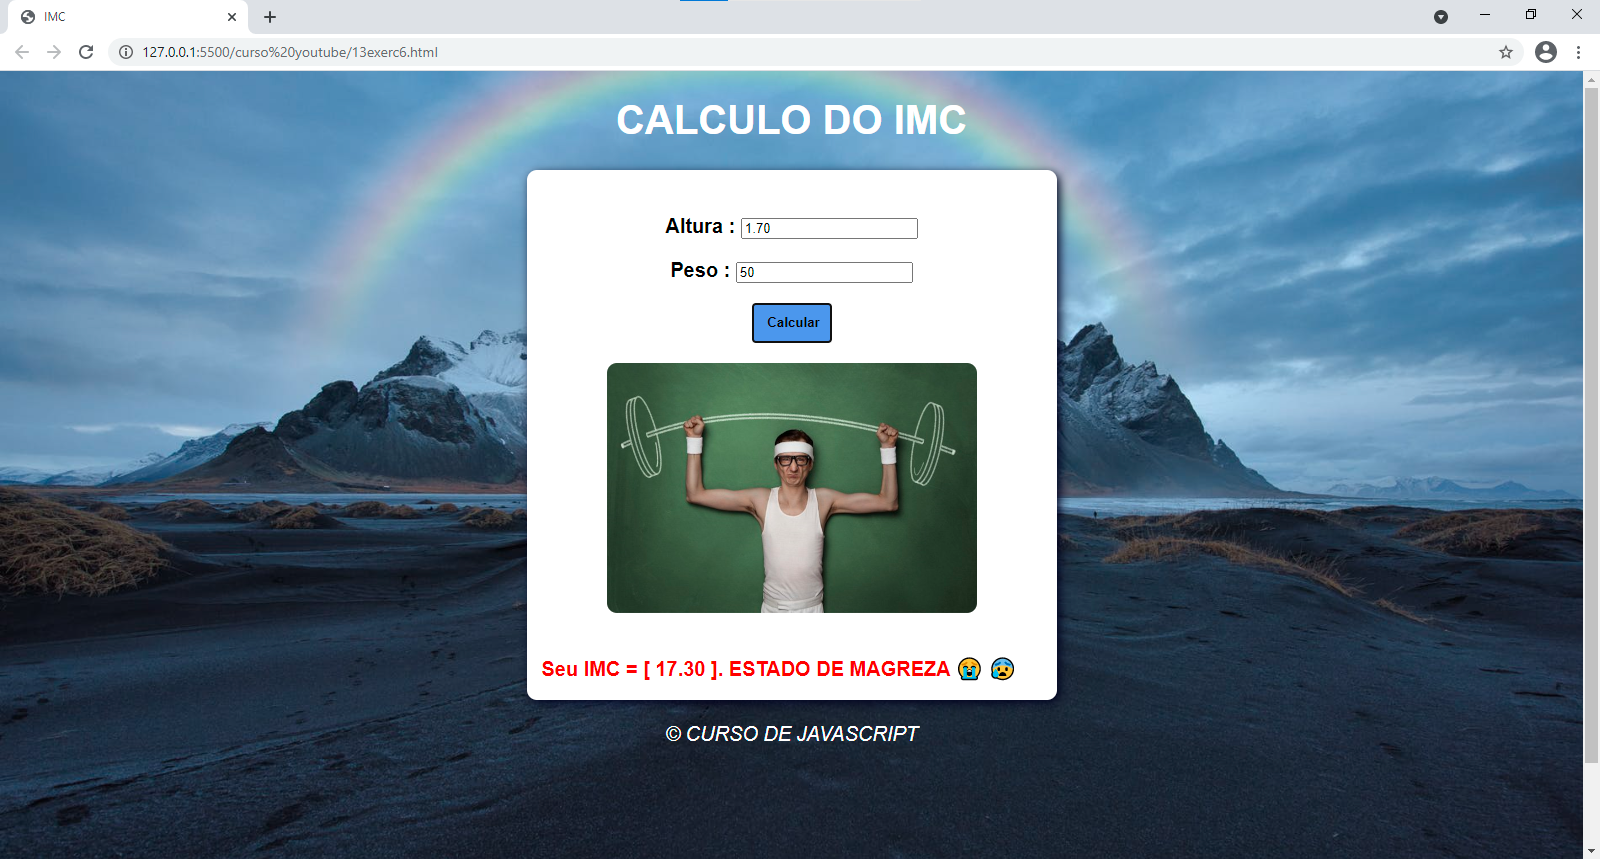 IMC
127.0.0.1:5500/curso%20youtube/13exerc6.html
CALCULO DO IMC
Altura : 1.70
Peso : 50
Calcular
Seu IMC = [ 17.30 ]. ESTADO DE MAGREZA 😭 😰
© CURSO DE JAVASCRIPT